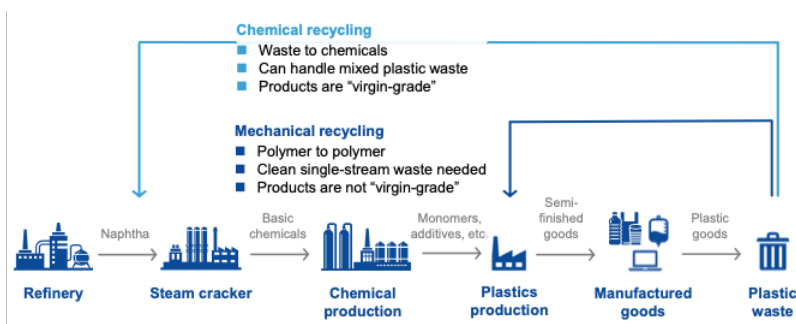 Chemical recycling
Waste to chemicals
Can handle mixed plastic waste
Products are “virgin-grade”
Mechanical recycling
Polymer to polymer
Clean single-stream waste needed
Products are not “virgin-grade”
Naphtha
Basic
chemicals
Monomers,
additives, etc.
Semi-
finished
goods
Plastic
goods
Refinery
Steam cracker
Chemical
production
Plastics
production
Manufactured
goods
Plastic
waste